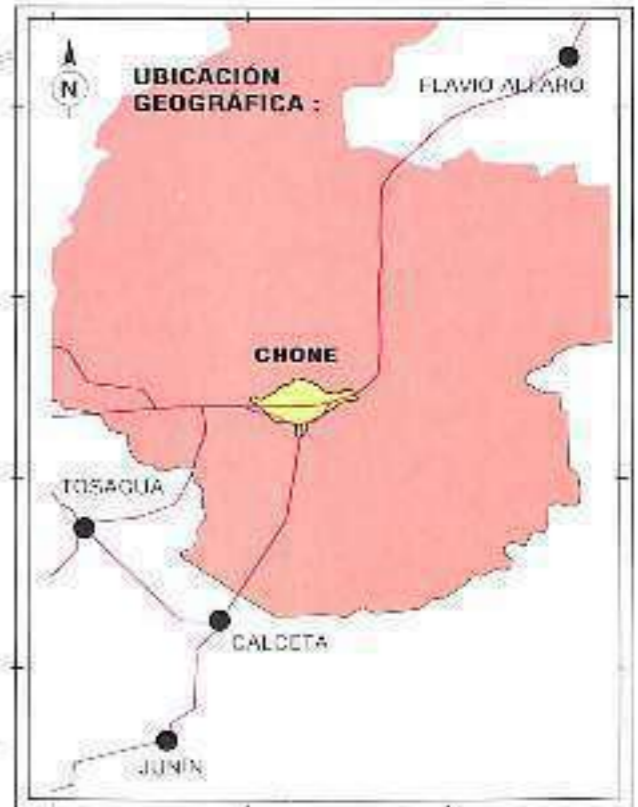 N
UBICACIÓN
GEOGRÁFICA :
FLAVIO ALFARO
CHONE
TOSAGUA
CALCETA
JUNÍN